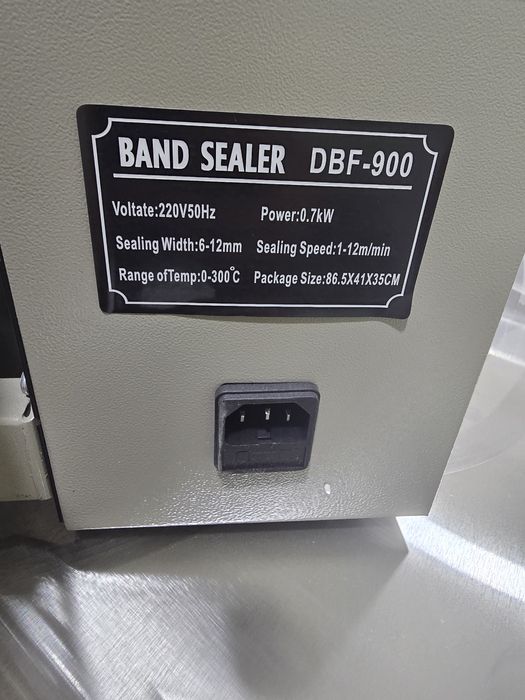 BAND SEALER DBF-900
Voltate:220V50Hz Power:0.7kW
Sealing Width:6-12mm Sealing Speed:1-12m/min
Range ofTemp:0-300℃ Package Size:86.5X41X35CM